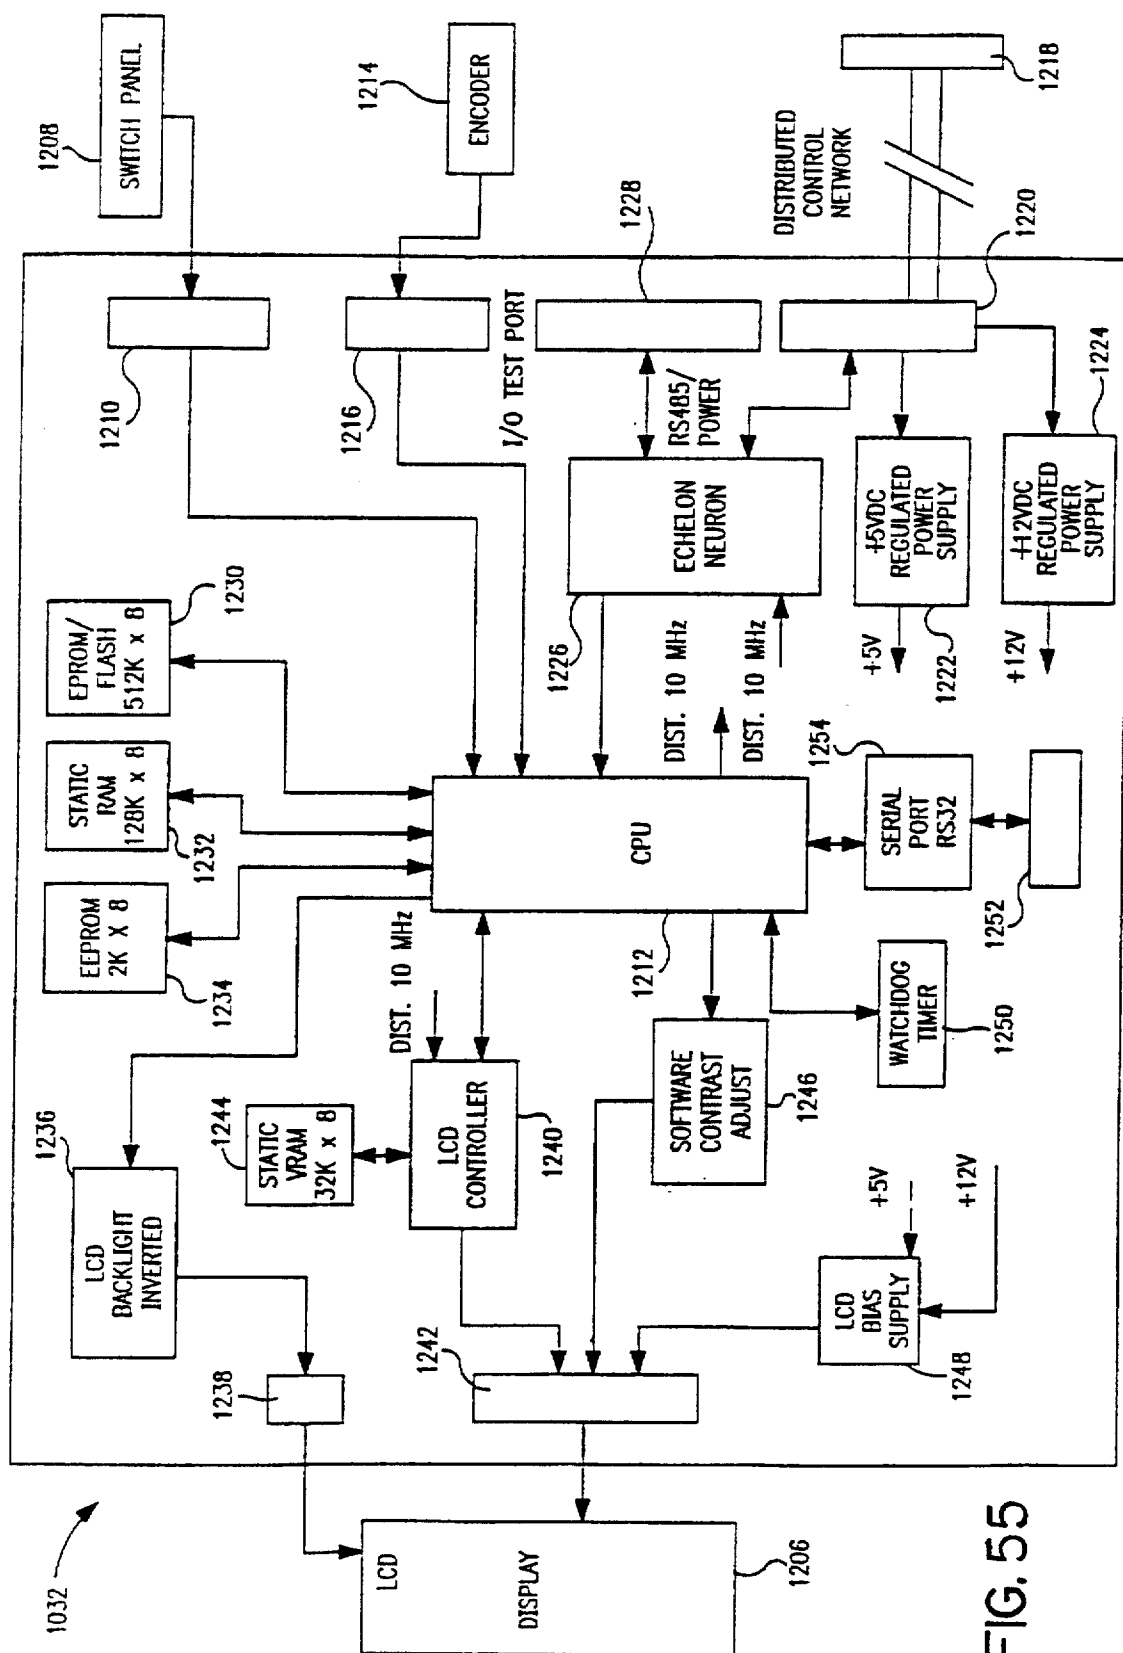 1032
LCD
DISPLAY
1206
1238
1242
LCD
BACKLIGHT
INVERTED
1236
STATIC
VRAM
32K x 8
1244
LCD
CONTROLLER
1240
DIST. 10 MHz
SOFTWARE
CONTRAST
ADJUST
1246
LCD
BIAS
SUPPLY
1248
+5V
+12V
WATCHDOG
TIMER
1250
EEPROM
2K X 8
1234
STATIC
RAM
128K x 8
1232
EPROM/
FLASH
512K x 8
1230
CPU
1212
SERIAL
PORT
RS32
1254
1252
DIST. 10 MHz
DIST. 10 MHz
ECHELON
NEURON
1226
RS485/
POWER
I/O TEST PORT
1228
+5VDC
REGULATED
POWER
SUPPLY
1222
+5V
+12VDC
REGULATED
POWER
SUPPLY
1224
+12V
1210
1216
1220
SWITCH PANEL
1208
ENCODER
1214
DISTRIBUTED
CONTROL
NETWORK
1218
FIG. 55